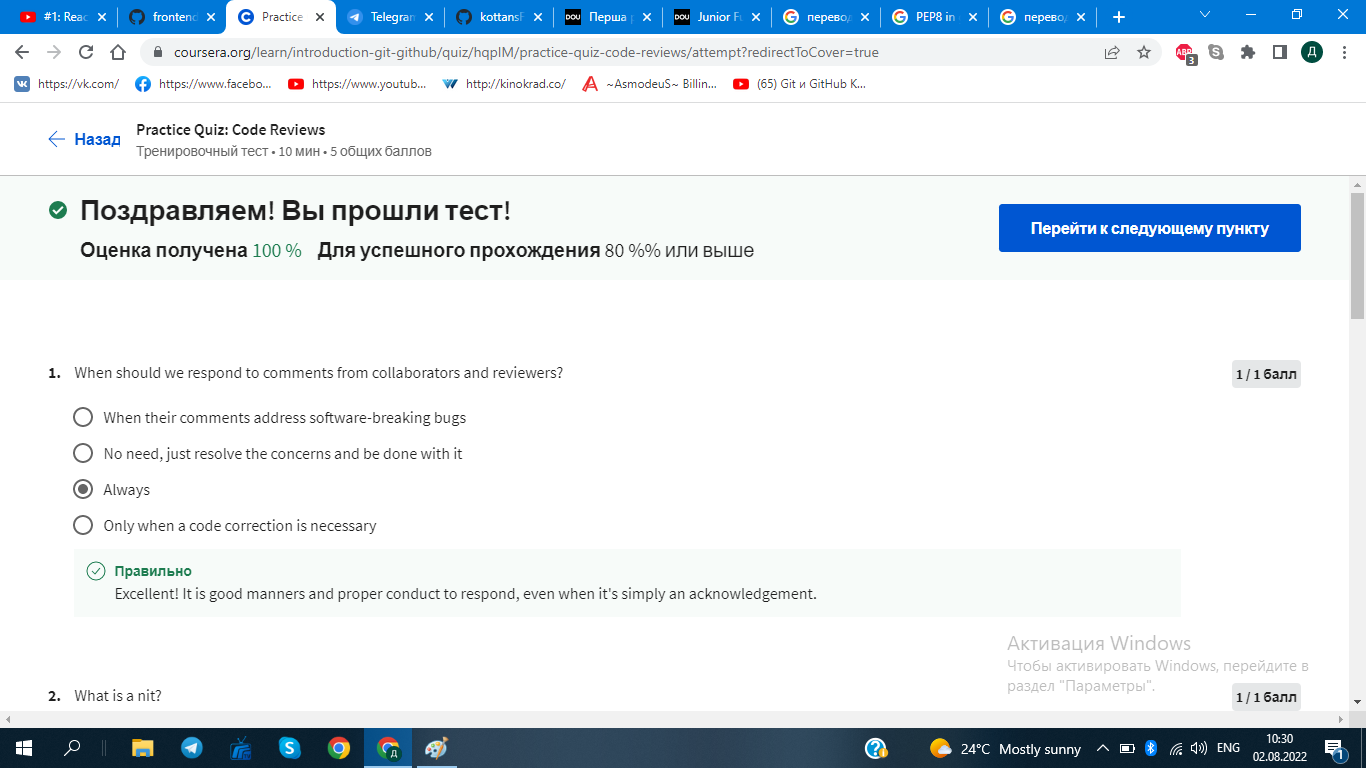 #1: Reac
frontend
Practice
Telegram
kottansF
DOU Перша р
DOU Junior Fu
перевод
PEP8 in
перевод
coursera.org/learn/introduction-git-github/quiz/hqpIM/practice-quiz-code-reviews/attempt?redirectToCover=true
ABP 3
Д
https://vk.com/
https://www.facebo...
https://www.youtub...
http://kinokrad.co/
~AsmodeuS~ Billin...
(65) Git и GitHub К...
Назад
Practice Quiz: Code Reviews
Тренировочный тест • 10 мин • 5 общих баллов
Поздравляем! Вы прошли тест!
Оценка получена 100 % Для успешного прохождения 80 %% или выше
Перейти к следующему пункту
1. When should we respond to comments from collaborators and reviewers?
1 / 1 балл
When their comments address software-breaking bugs
No need, just resolve the concerns and be done with it
Always
Only when a code correction is necessary
Правильно
Excellent! It is good manners and proper conduct to respond, even when it's simply an acknowledgement.
Активация Windows
Чтобы активировать Windows, перейдите в
раздел "Параметры".
2. What is a nit?
1 / 1 балл
24°C Mostly sunny
ENG
10:30
02.08.2022
1